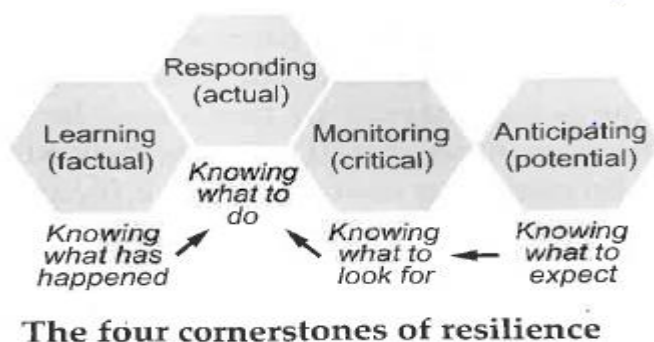 Responding
(actual)
Learning
(factual)
Monitoring
(critical)
Anticipating
(potential)
Knowing
what to
do
Knowing
what has
happened
Knowing
what to
look for
Knowing
what to
expect
The four cornerstones of resilience